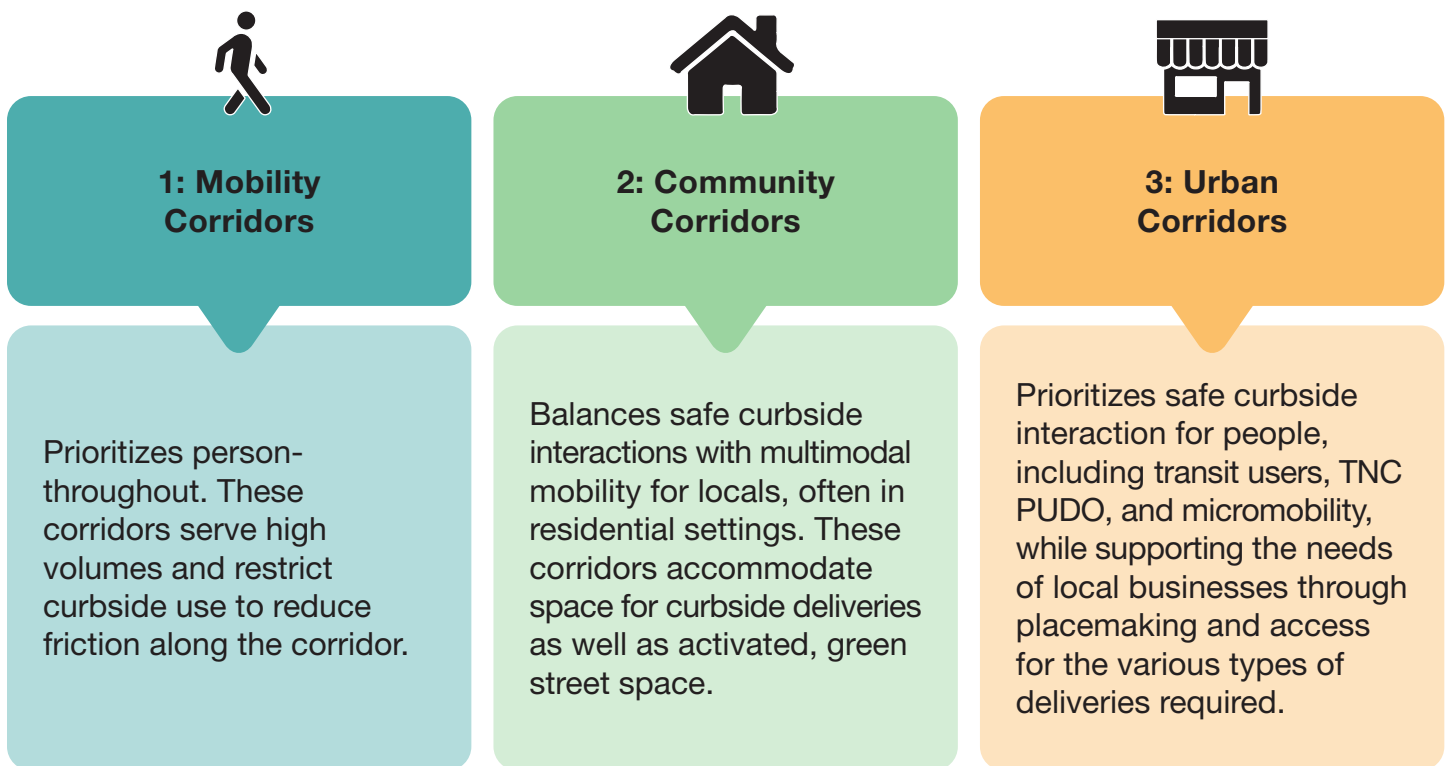 1: Mobility
Corridors
Prioritizes person-
throughout. These
corridors serve high
volumes and restrict
curbside use to reduce
friction along the corridor.
2: Community
Corridors
Balances safe curbside
interactions with multimodal
mobility for locals, often in
residential settings. These
corridors accommodate
space for curbside deliveries
as well as activated, green
street space.
3: Urban
Corridors
Prioritizes safe curbside
interaction for people,
including transit users, TNC
PUDO, and micromobility,
while supporting the needs
of local businesses through
placemaking and access
for the various types of
deliveries required.